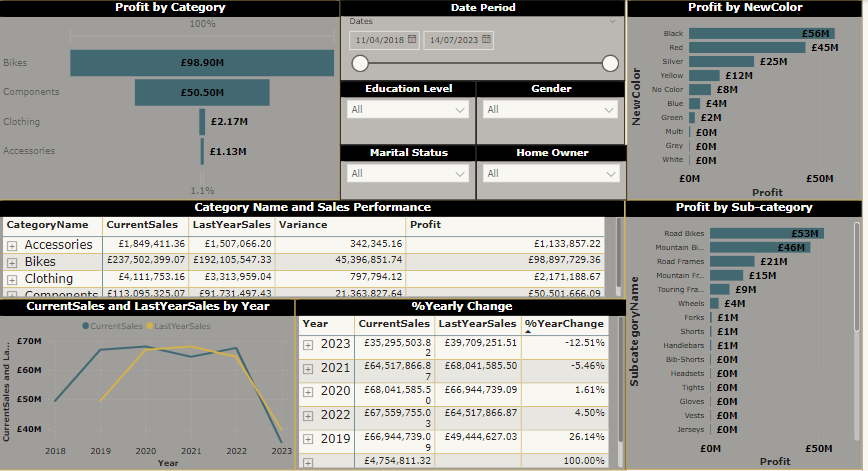 Profit by Category
100%
Bikes £98.90M
Components £50.50M
Clothing £2.17M
Accessories £1.13M
1.1%
Date Period
Dates
11/04/2018 14/07/2023
Education Level Gender
All All
Marital Status Home Owner
All All
Profit by NewColor
NewColor
Black £56M
Red £45M
Silver £25M
Yellow £12M
No Color £8M
Blue £4M
Green £2M
Multi £0M
Grey £0M
White £0M
£0M £50M
Profit
Category Name and Sales Performance
CategoryName CurrentSales LastYearSales Variance Profit
Accessories £1,849,411.36 £1,507,066.20 342,345.16 £1,133,857.22
Bikes £237,502,399.07 £192,105,547.33 45,396,851.74 £98,897,729.36
Clothing £4,111,753.16 £3,313,959.04 797,794.12 £2,171,188.67
Components £113,095,325.07 £91,731,497.43 21,363,827.64 £50,501,666.09
Profit by Sub-category
SubcategoryName
Road Bikes £53M
Mountain Bi... £46M
Road Frames £21M
Mountain Fr... £15M
Touring Fra... £9M
Wheels £4M
Forks £1M
Shorts £1M
Handlebars £1M
Bib-Shorts £0M
Headsets £0M
Tights £0M
Gloves £0M
Vests £0M
Jerseys £0M
£0M £50M
Profit
CurrentSales and LastYearSales by Year
CurrentSales LastYearSales
CurrentSales and La...
£70M
£60M
£50M
£40M
2018 2019 2020 2021 2022 2023
Year
%Yearly Change
Year CurrentSales LastYearSales %YearChange
2023 £35,295,503.82 £39,709,251.51 -12.51%
2021 £64,517,866.87 £68,041,585.50 -5.46%
2020 £68,041,585.50 £66,944,739.09 1.61%
2022 £67,559,755.03 £64,517,866.87 4.50%
2019 £66,944,739.09 £49,444,627.03 26.14%
£4,754,811.32 100.00%